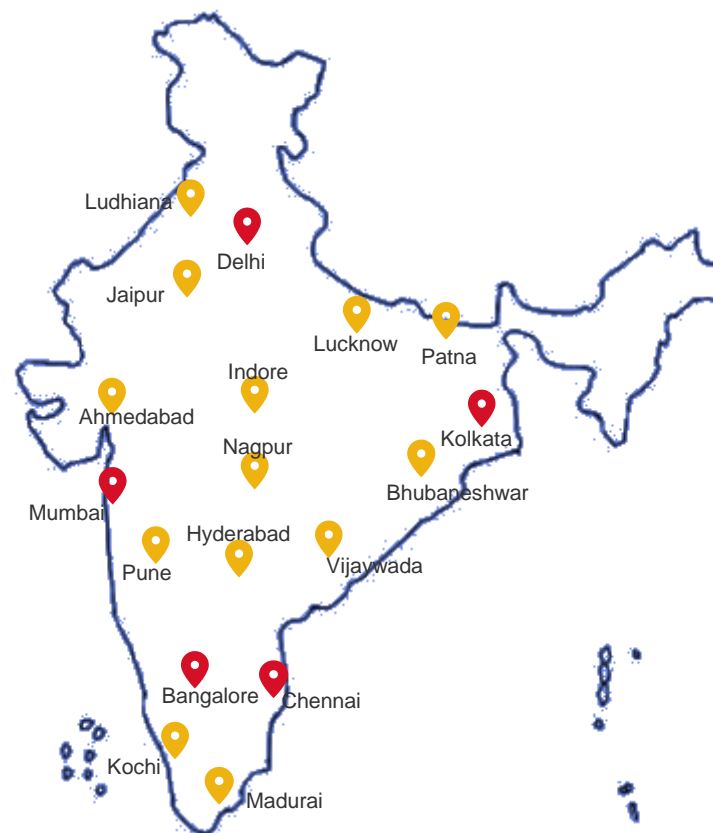 Ludhiana
Delhi
Jaipur
Lucknow
Patna
Indore
Ahmedabad
Kolkata
Nagpur
Bhubaneshwar
Mumbai
Hyderabad
Pune
Vijaywada
Bangalore
Chennai
Kochi
Madurai